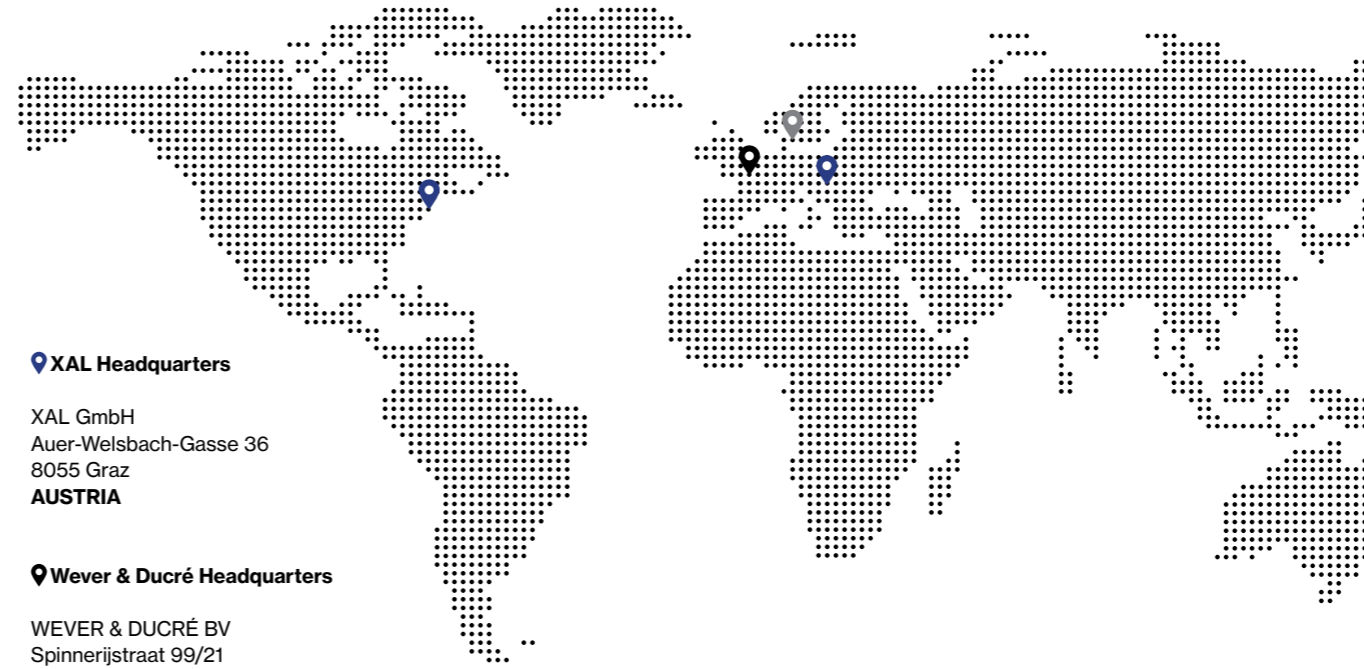 XAL Headquarters
XAL GmbH
Auer-Welsbach-Gasse 36
8055 Graz
AUSTRIA
Wever & Ducré Headquarters
WEVER & DUCRÉ BV
Spinnerijstraat 99/21